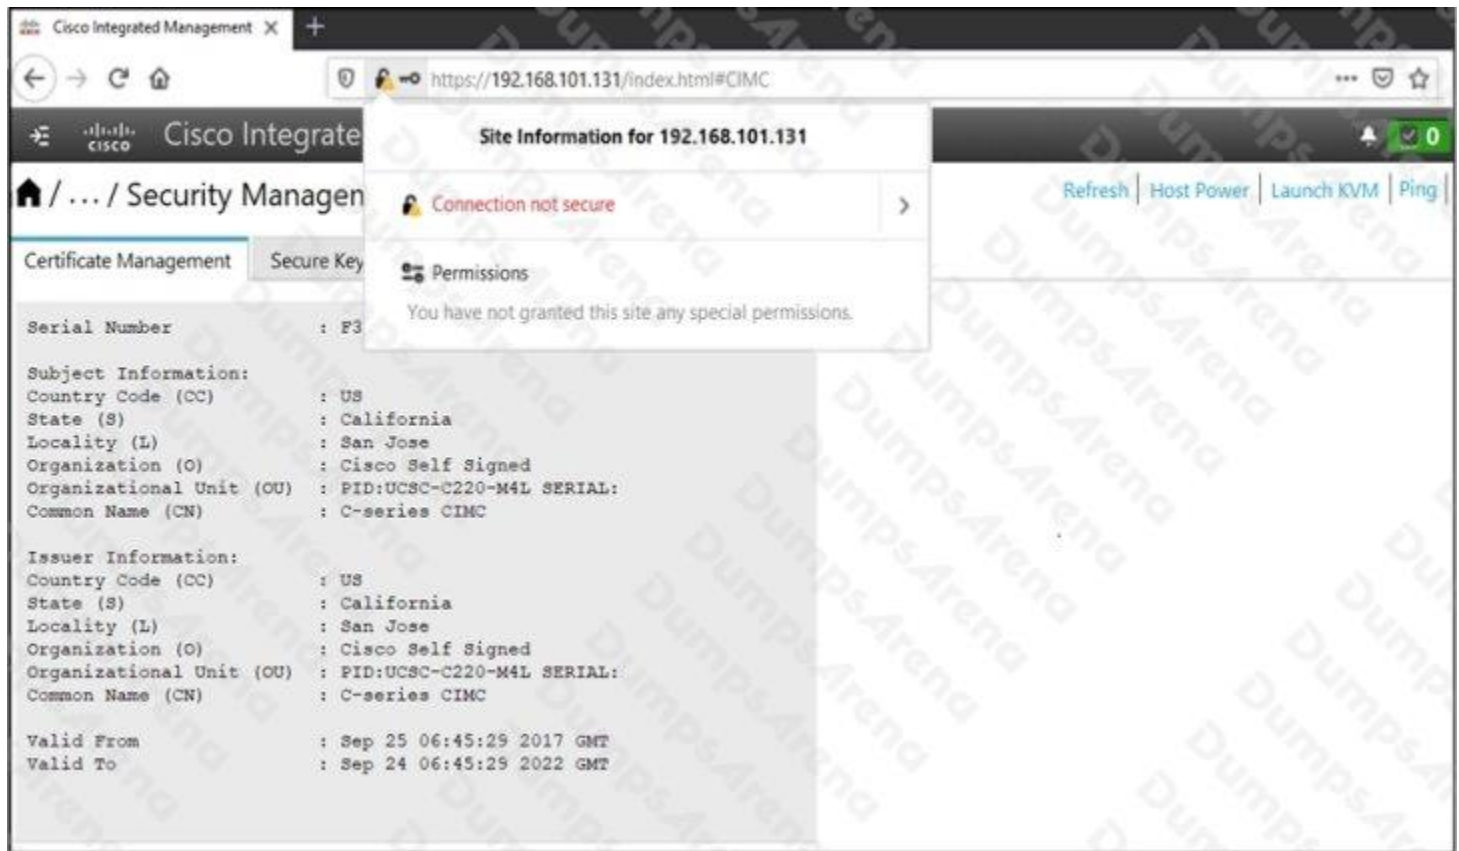 Cisco Integrated Management X +
https://192.168.101.131/index.html#CIMC
CISCO Cisco Integrate 0
/ ... / Security Managen
Refresh | Host Power | Launch KVM | Ping |
Site Information for 192.168.101.131
Connection not secure
Permissions
You have not granted this site any special permissions.
Certificate Management Secure Key
Serial Number : F3
Subject Information:
Country Code (CC) : US
State (S) : California
Locality (L) : San Jose
Organization (O) : Cisco Self Signed
Organizational Unit (OU) : PID:UCSC-C220-M4L SERIAL:
Common Name (CN) : C-series CIMC
Issuer Information:
Country Code (CC) : US
State (S) : California
Locality (L) : San Jose
Organization (O) : Cisco Self Signed
Organizational Unit (OU) : PID:UCSC-C220-M4L SERIAL:
Common Name (CN) : C-series CIMC
Valid From : Sep 25 06:45:29 2017 GMT
Valid To : Sep 24 06:45:29 2022 GMT
DumpsArena